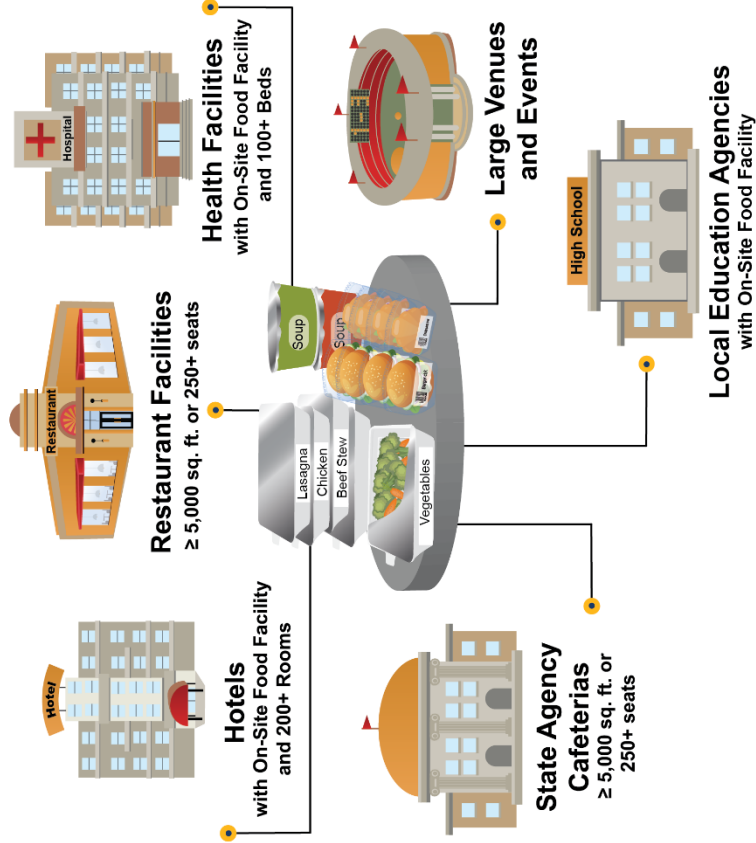 Hotel
Hotels
with On-Site Food Facility
and 200+ Rooms
Restaurant
Restaurant Facilities
≥ 5,000 sq. ft. or 250+ seats
Hospital
Health Facilities
with On-Site Food Facility
and 100+ Beds
Lasagna
Chicken
Beef Stew
Vegetables
Soup
Soup
State Agency
Cafeterias
≥ 5,000 sq. ft. or
250+ seats
High School
Local Education Agencies
with On-Site Food Facility
Large Venues
and Events